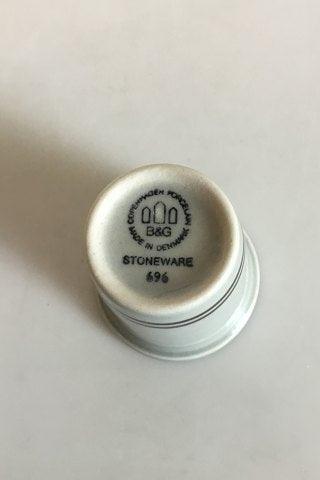 COPENHAGEN PORCELAIN
B&G
MADE IN DENMARK
STONEWARE
696